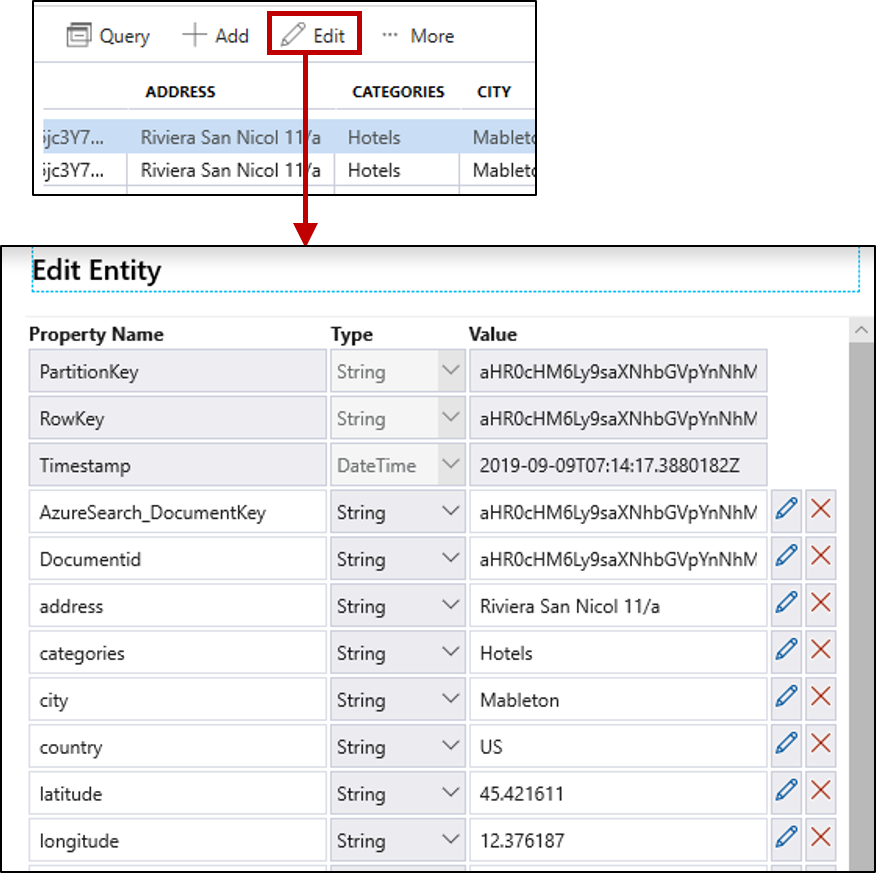 Query Add Edit ··· More
ADDRESS CATEGORIES CITY
jc3Y7... Riviera San Nicol 11/a Hotels Mableto
jc3Y7... Riviera San Nicol 11/a Hotels Mableto
Edit Entity
Property Name Type Value
PartitionKey String aHR0cHM6Ly9saXNhbGVpYnNhM
RowKey String aHR0cHM6Ly9saXNhbGVpYnNhM
Timestamp DateTime 2019-09-09T07:14:17.3880182Z
AzureSearch_DocumentKey String aHR0cHM6Ly9saXNhbGVpYnNhM
Documentid String aHR0cHM6Ly9saXNhbGVpYnNhM
address String Riviera San Nicol 11/a
categories String Hotels
city String Mableton
country String US
latitude String 45.421611
longitude String 12.376187